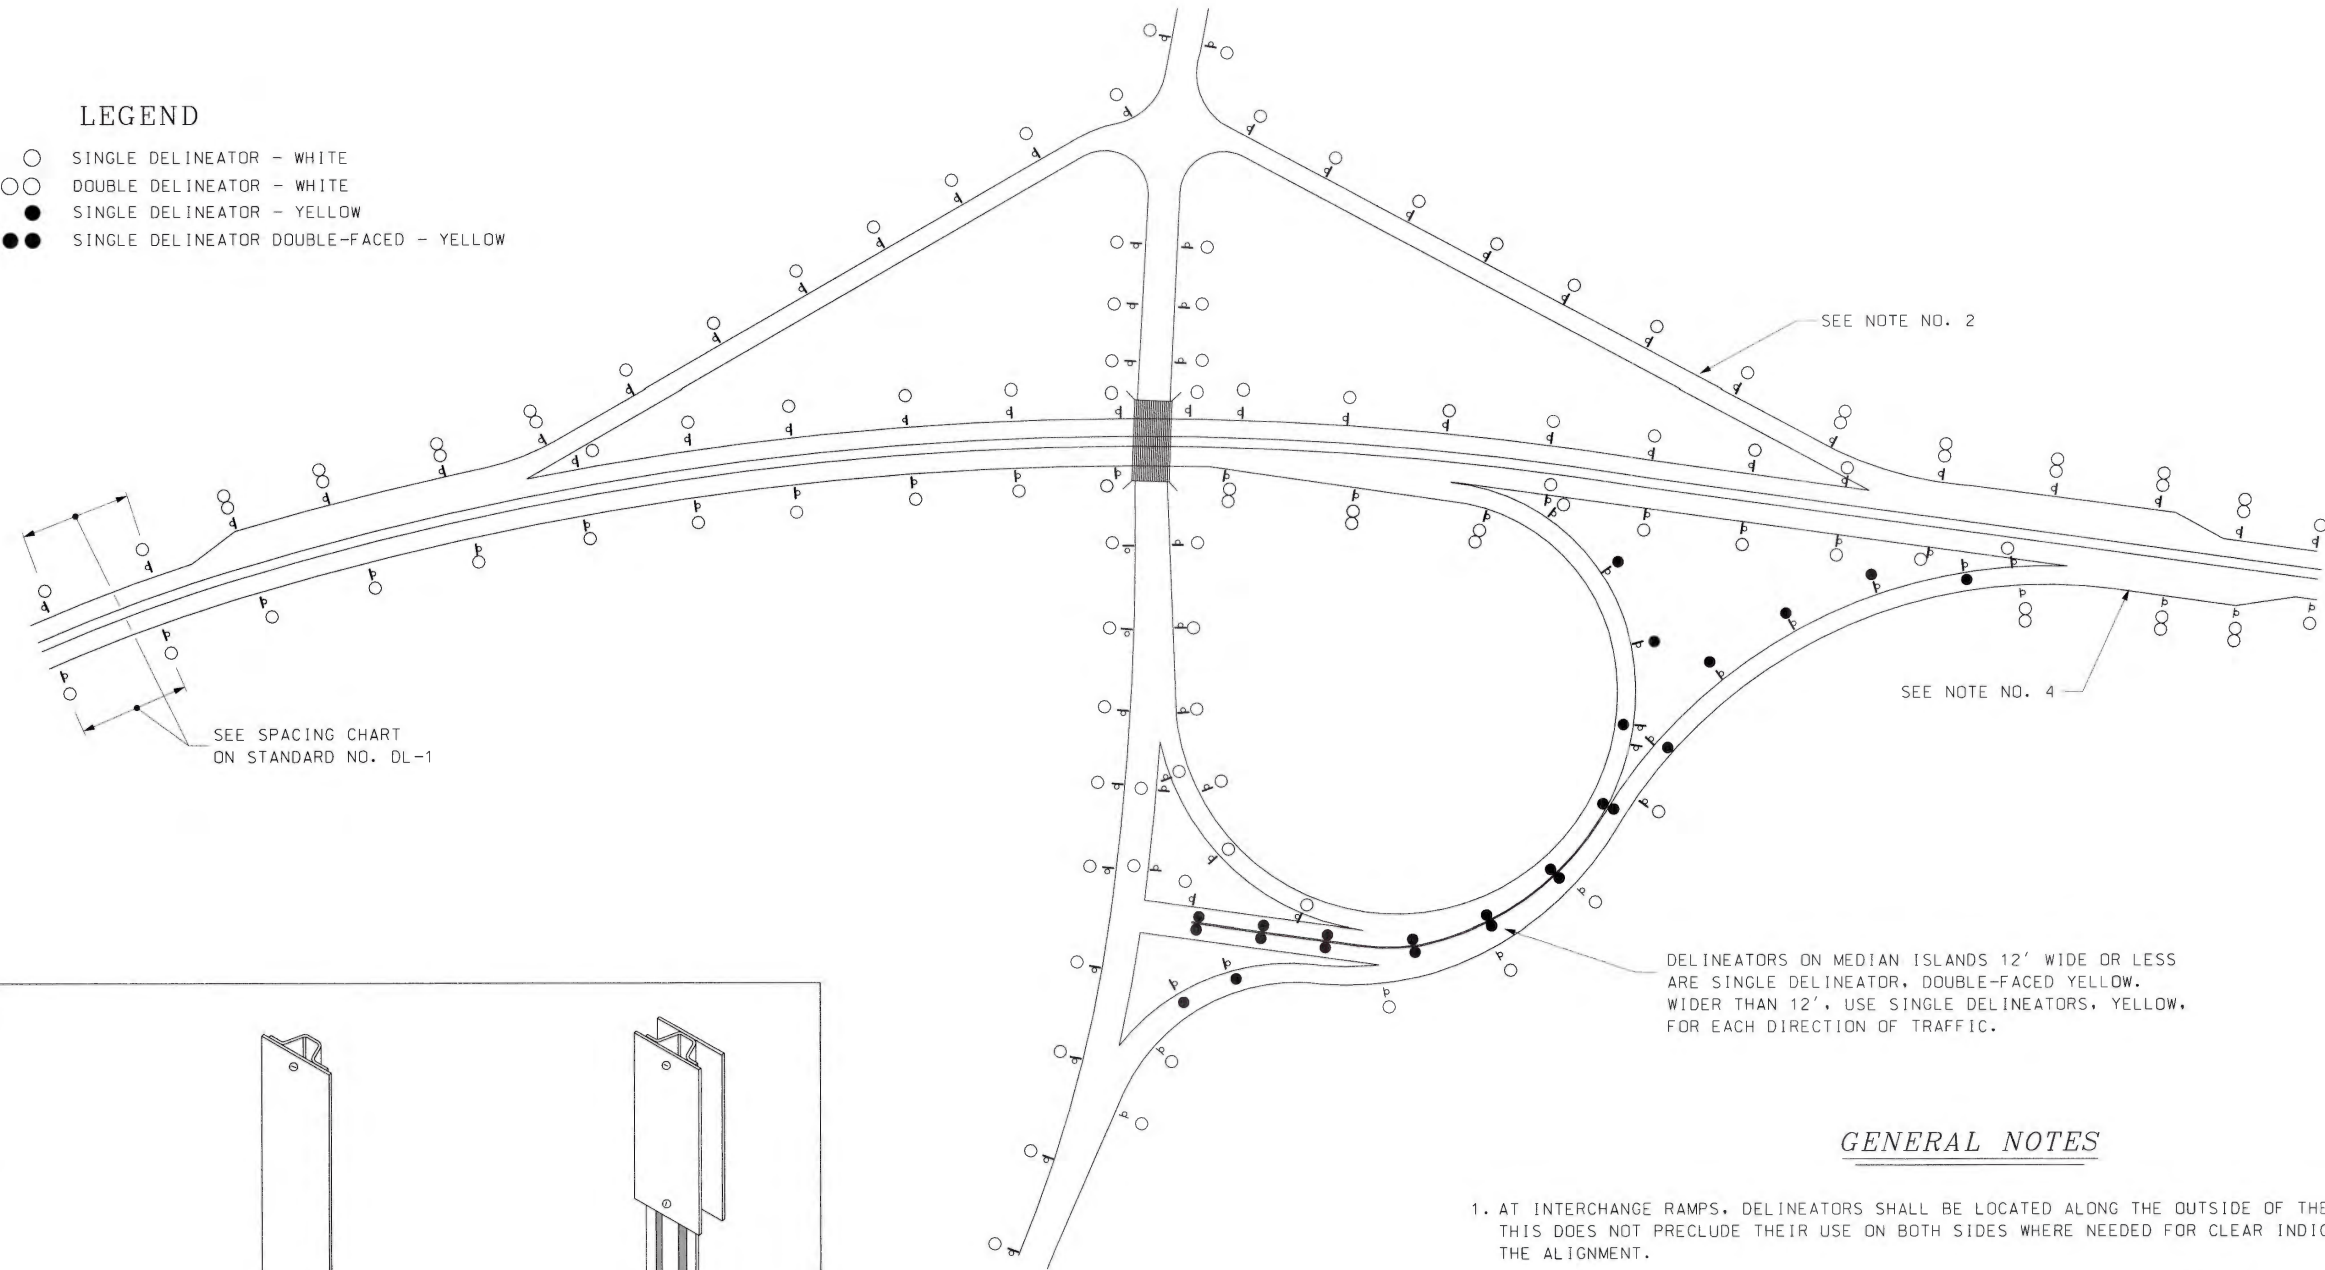 LEGEND
SINGLE DELINEATOR - WHITE
DOUBLE DELINEATOR - WHITE
SINGLE DELINEATOR - YELLOW
SINGLE DELINEATOR DOUBLE-FACED - YELLOW
SEE NOTE NO. 2
SEE NOTE NO. 4
SEE SPACING CHART
ON STANDARD NO. DL-1
DELINEATORS ON MEDIAN ISLANDS 12' WIDE OR LESS
ARE SINGLE DELINEATOR, DOUBLE-FACED YELLOW.
WIDER THAN 12', USE SINGLE DELINEATORS, YELLOW,
FOR EACH DIRECTION OF TRAFFIC.
GENERAL NOTES
1. AT INTERCHANGE RAMPS, DELINEATORS SHALL BE LOCATED ALONG THE OUTSIDE OF THE
THIS DOES NOT PRECLUDE THEIR USE ON BOTH SIDES WHERE NEEDED FOR CLEAR INDIC
THE ALIGNMENT.